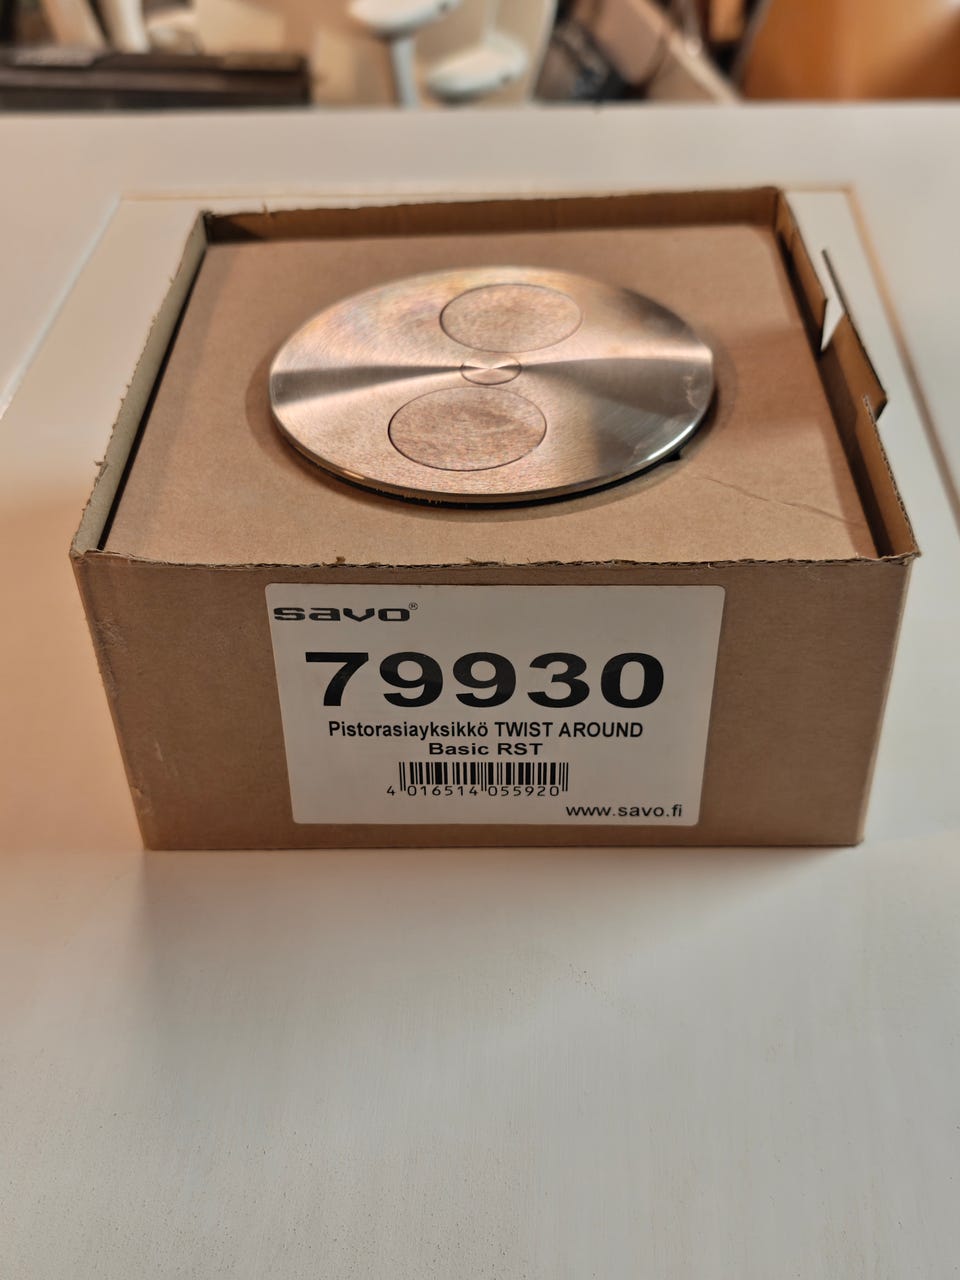 savo®
79930
Pistorasiayksikkö TWIST AROUND
Basic RST
4 016514 055920
www.savo.fi